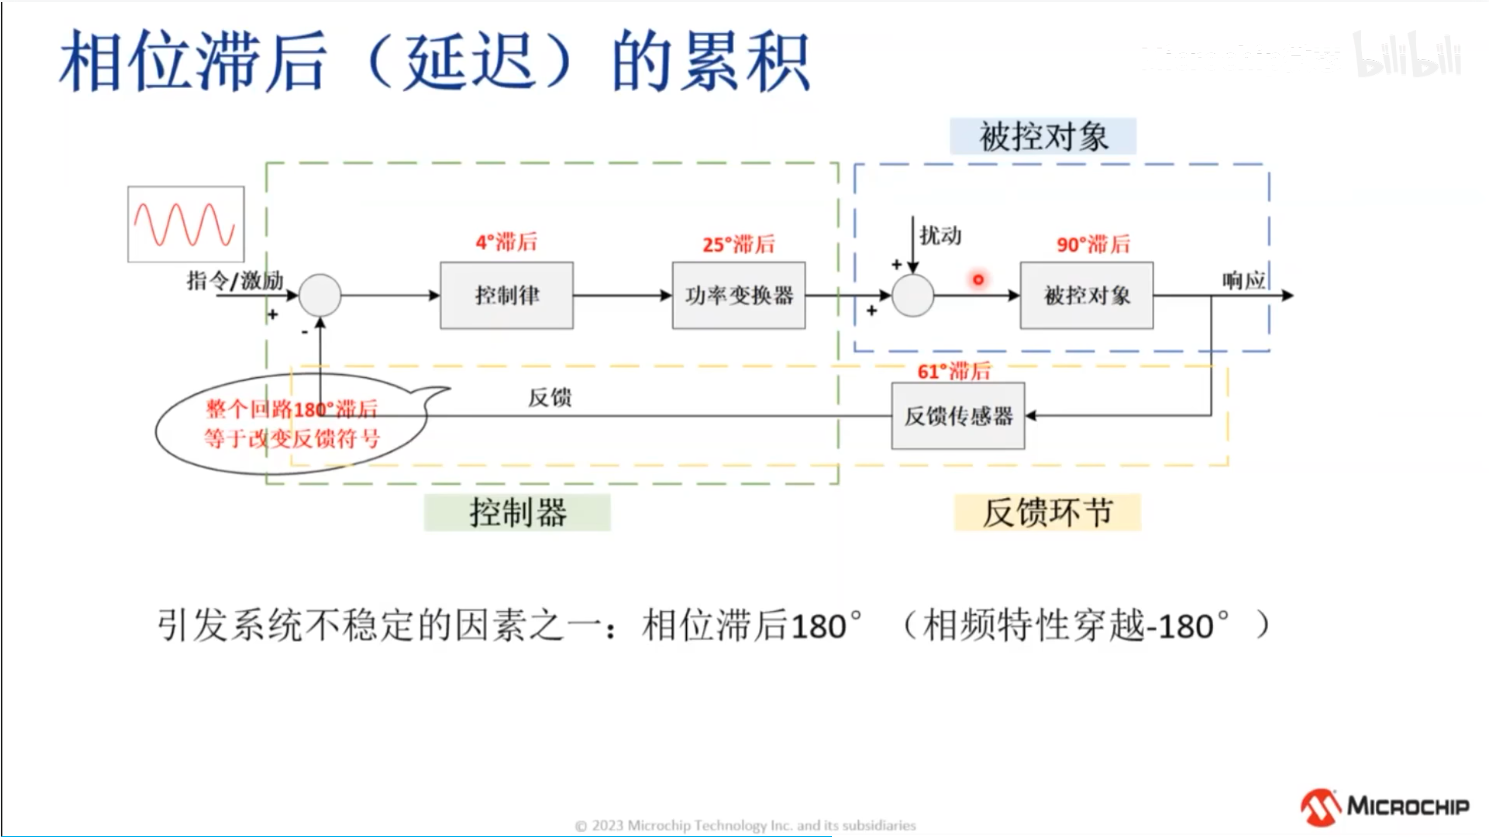 相位滞后（延迟）的累积
bilibili
被控对象
4°滞后
25°滞后
扰动
90°滞后
指令/激励
响应
控制律
功率变换器
被控对象
+
+
+
-
61°滞后
反馈
反馈传感器
整个回路180°滞后
等于改变反馈符号
控制器
反馈环节
引发系统不稳定的因素之一：相位滞后180°（相频特性穿越-180°）
MICROCHIP
© 2023 Microchip Technology Inc. and its subsidiaries